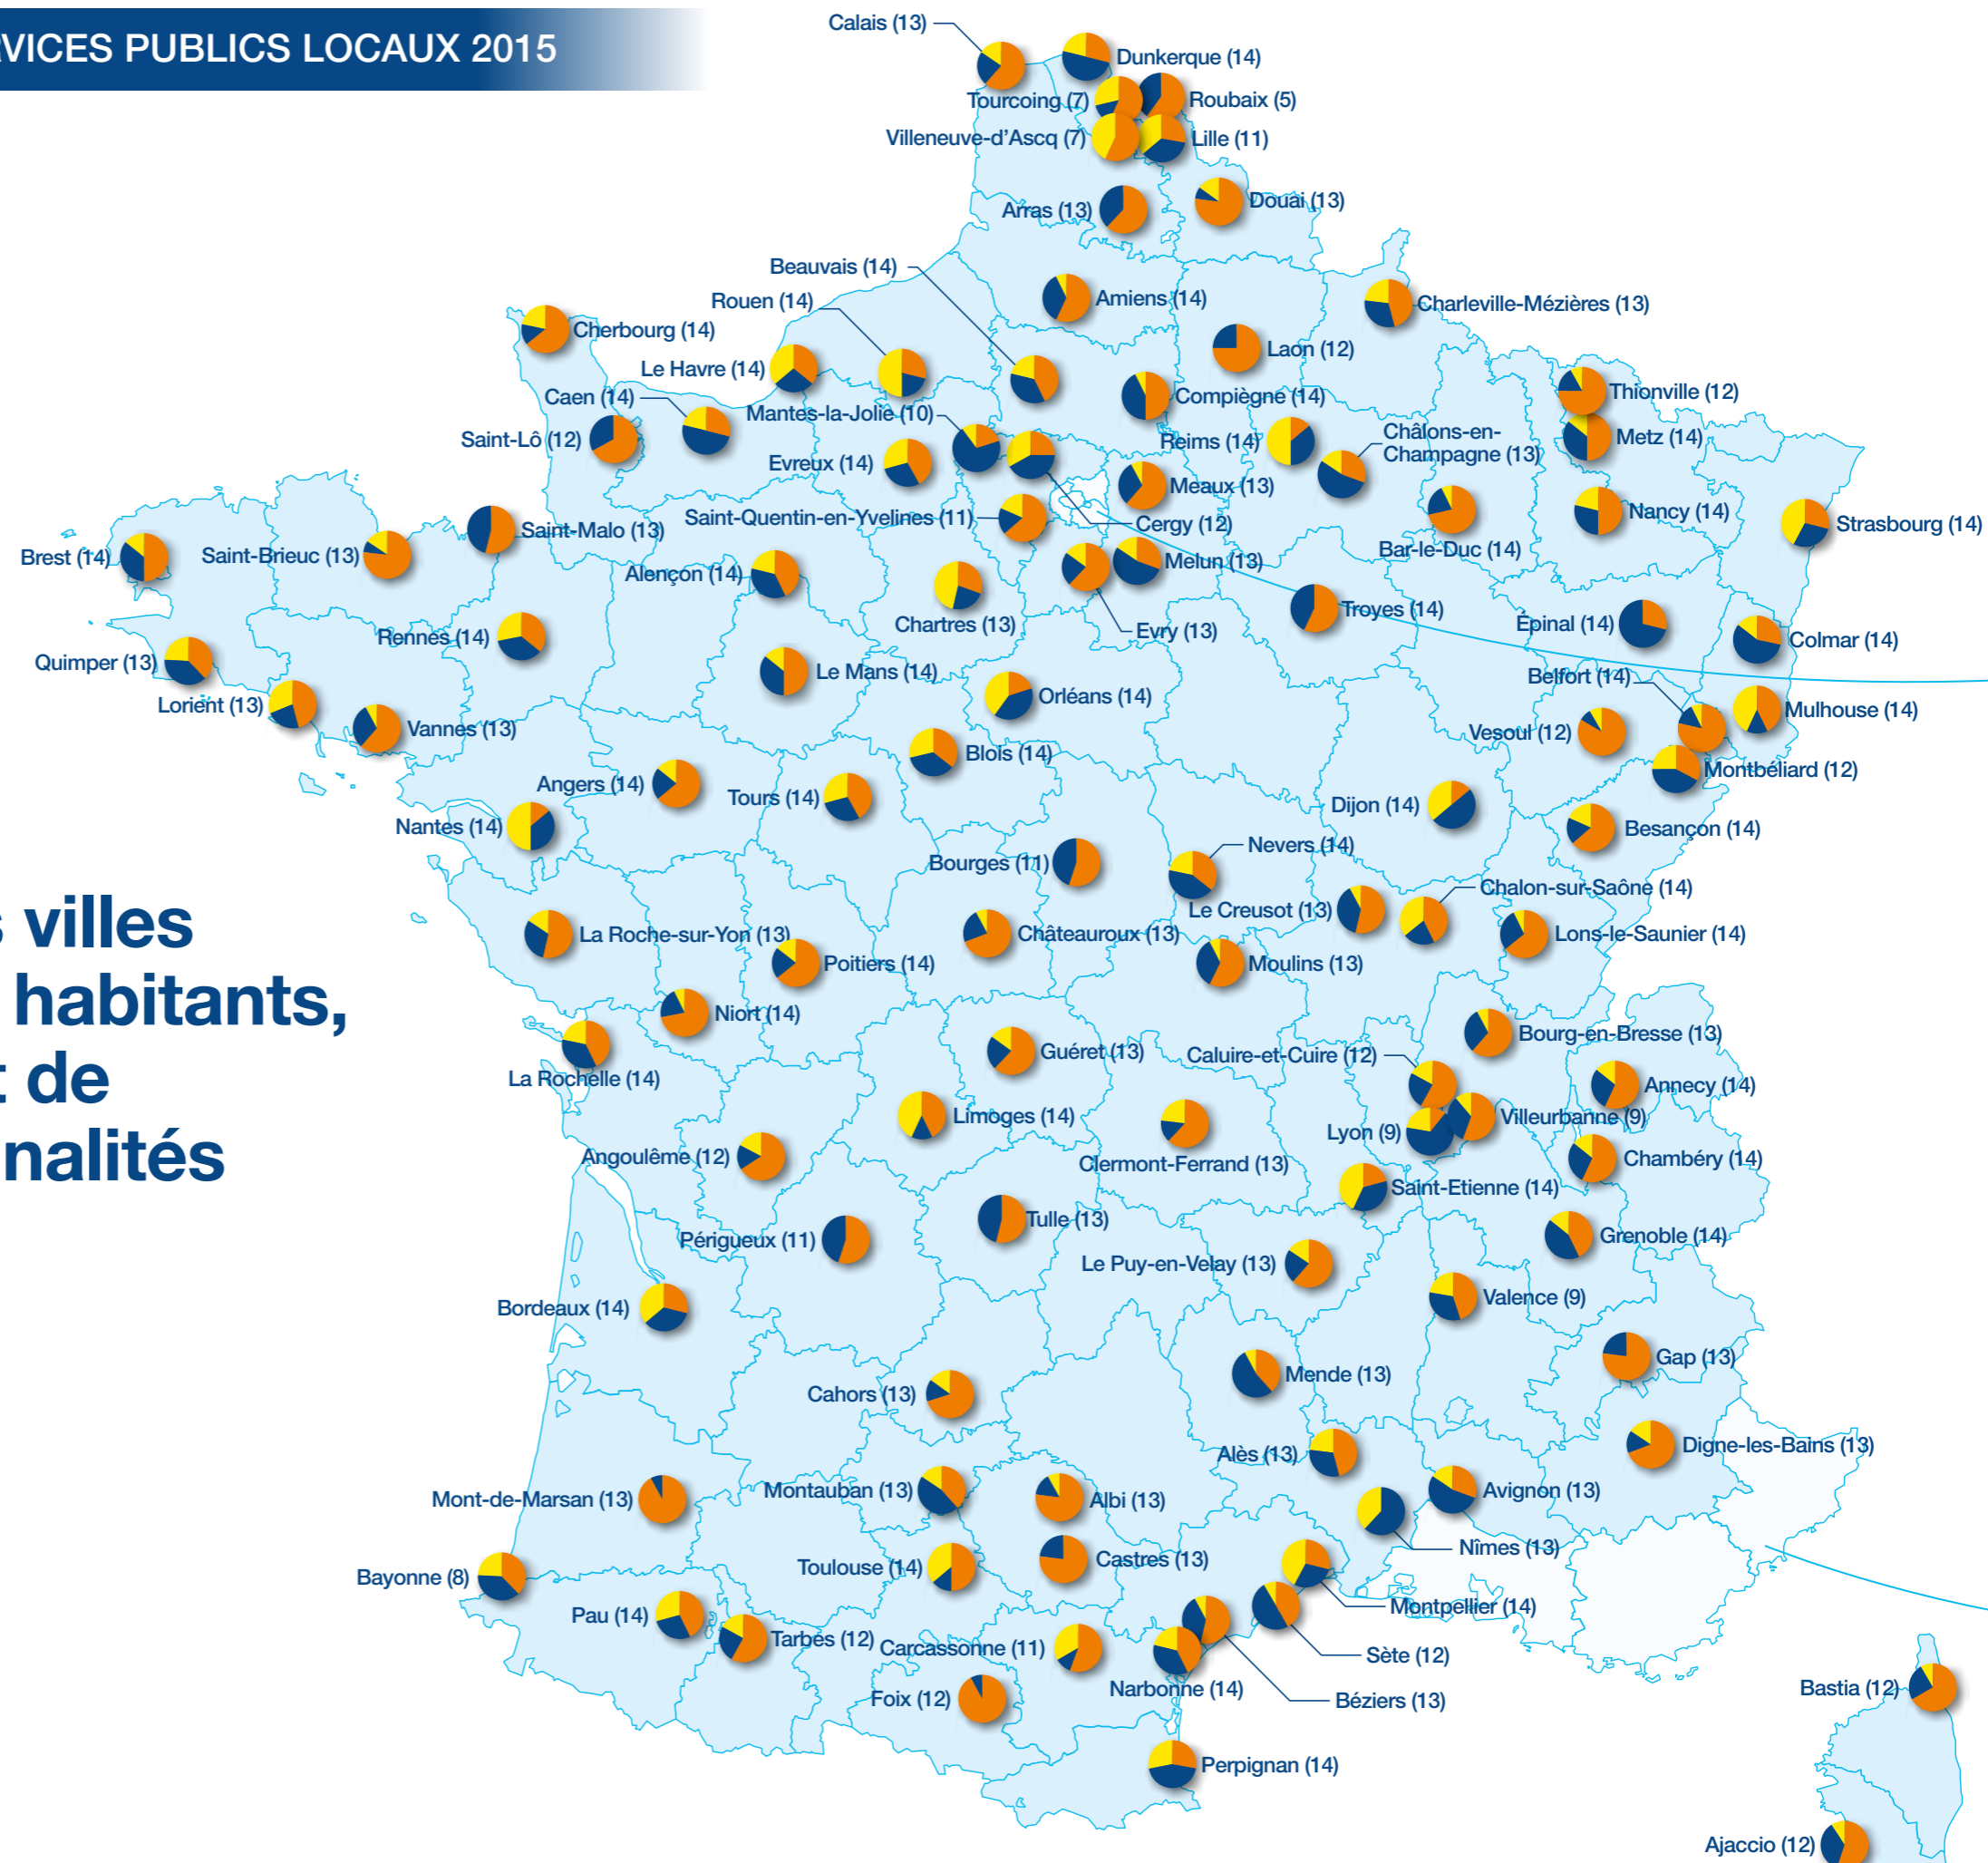 RVICES PUBLICS LOCAUX 2015
Calais (13)
Dunkerque (14)
Tourcoing (7)
Roubaix (5)
Villeneuve-d'Ascq (7)
Lille (11)
Arras (13)
Douai (13)
Beauvais (14)
Rouen (14)
Amiens (14)
Charleville-Mézières (13)
Cherbourg (14)
Laon (12)
Le Havre (14)
Thionville (12)
Caen (14)
Mantes-la-Jolie (10)
Compiègne (14)
Saint-Lô (12)
Reims (14)
Châlons-en-
Champagne (13)
Metz (14)
Evreux (14)
Meaux (13)
Saint-Quentin-en-Yvelines (11)
Cergy (12)
Nancy (14)
Strasbourg (14)
Saint-Malo (13)
Bar-le-Duc (14)
Brest (14)
Saint-Brieuc (13)
Alençon (14)
Melun (13)
Chartres (13)
Evry (13)
Troyes (14)
Épinal (14)
Colmar (14)
Rennes (14)
Quimper (13)
Le Mans (14)
Belfort (14)
Orléans (14)
Lorient (13)
Vannes (13)
Mulhouse (14)
Vesoul (12)
Blois (14)
Montbéliard (12)
Angers (14)
Tours (14)
Dijon (14)
Nantes (14)
Besançon (14)
Bourges (11)
Nevers (14)
Chalon-sur-Saône (14)
Le Creusot (13)
s villes
habitants,
t de
nalités
La Roche-sur-Yon (13)
Châteauroux (13)
Lons-le-Saunier (14)
Poitiers (14)
Moulins (13)
Niort (14)
Bourg-en-Bresse (13)
Guéret (13)
Caluire-et-Cuire (12)
La Rochelle (14)
Annecy (14)
Limoges (14)
Villeurbanne (9)
Lyon (9)
Angoulême (12)
Clermont-Ferrand (13)
Chambéry (14)
Saint-Etienne (14)
Tulle (13)
Périgueux (11)
Grenoble (14)
Le Puy-en-Velay (13)
Bordeaux (14)
Valence (9)
Gap (13)
Mende (13)
Cahors (13)
Digne-les-Bains (13)
Alès (13)
Mont-de-Marsan (13)
Montauban (13)
Albi (13)
Avignon (13)
Nîmes (13)
Castres (13)
Toulouse (14)
Bayonne (8)
Montpellier (14)
Pau (14)
Tarbes (12)
Carcassonne (11)
Sète (12)
Narbonne (14)
Béziers (13)
Foix (12)
Bastia (12)
Perpignan (14)
Ajaccio (12)